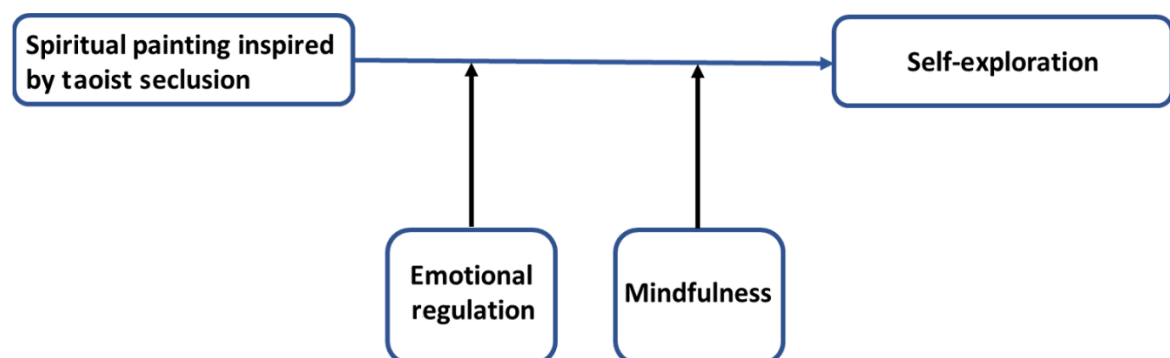 Spiritual painting inspired
by taoist seclusion
Self-exploration
Emotional
regulation
Mindfulness